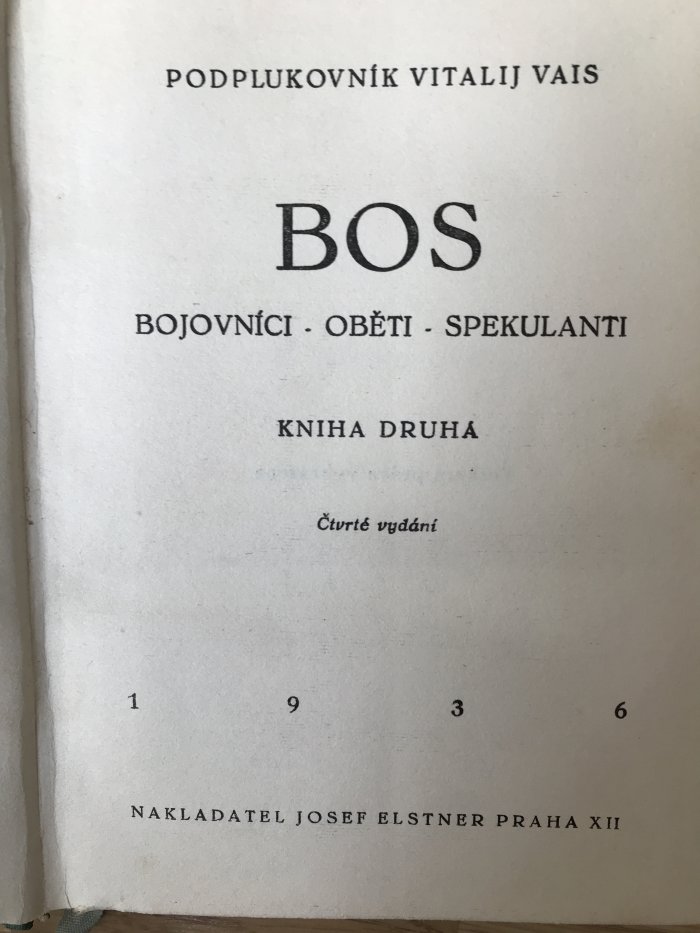 PODPLUKOVNÍK VITALIJ VAIS
BOS
BOJOVNÍCI - OBĚTI - SPEKULANTI
KNIHA DRUHÁ
Čtvrté vydání
1 9 3 6
NAKLADATEL JOSEF ELSTNER PRAHA XII